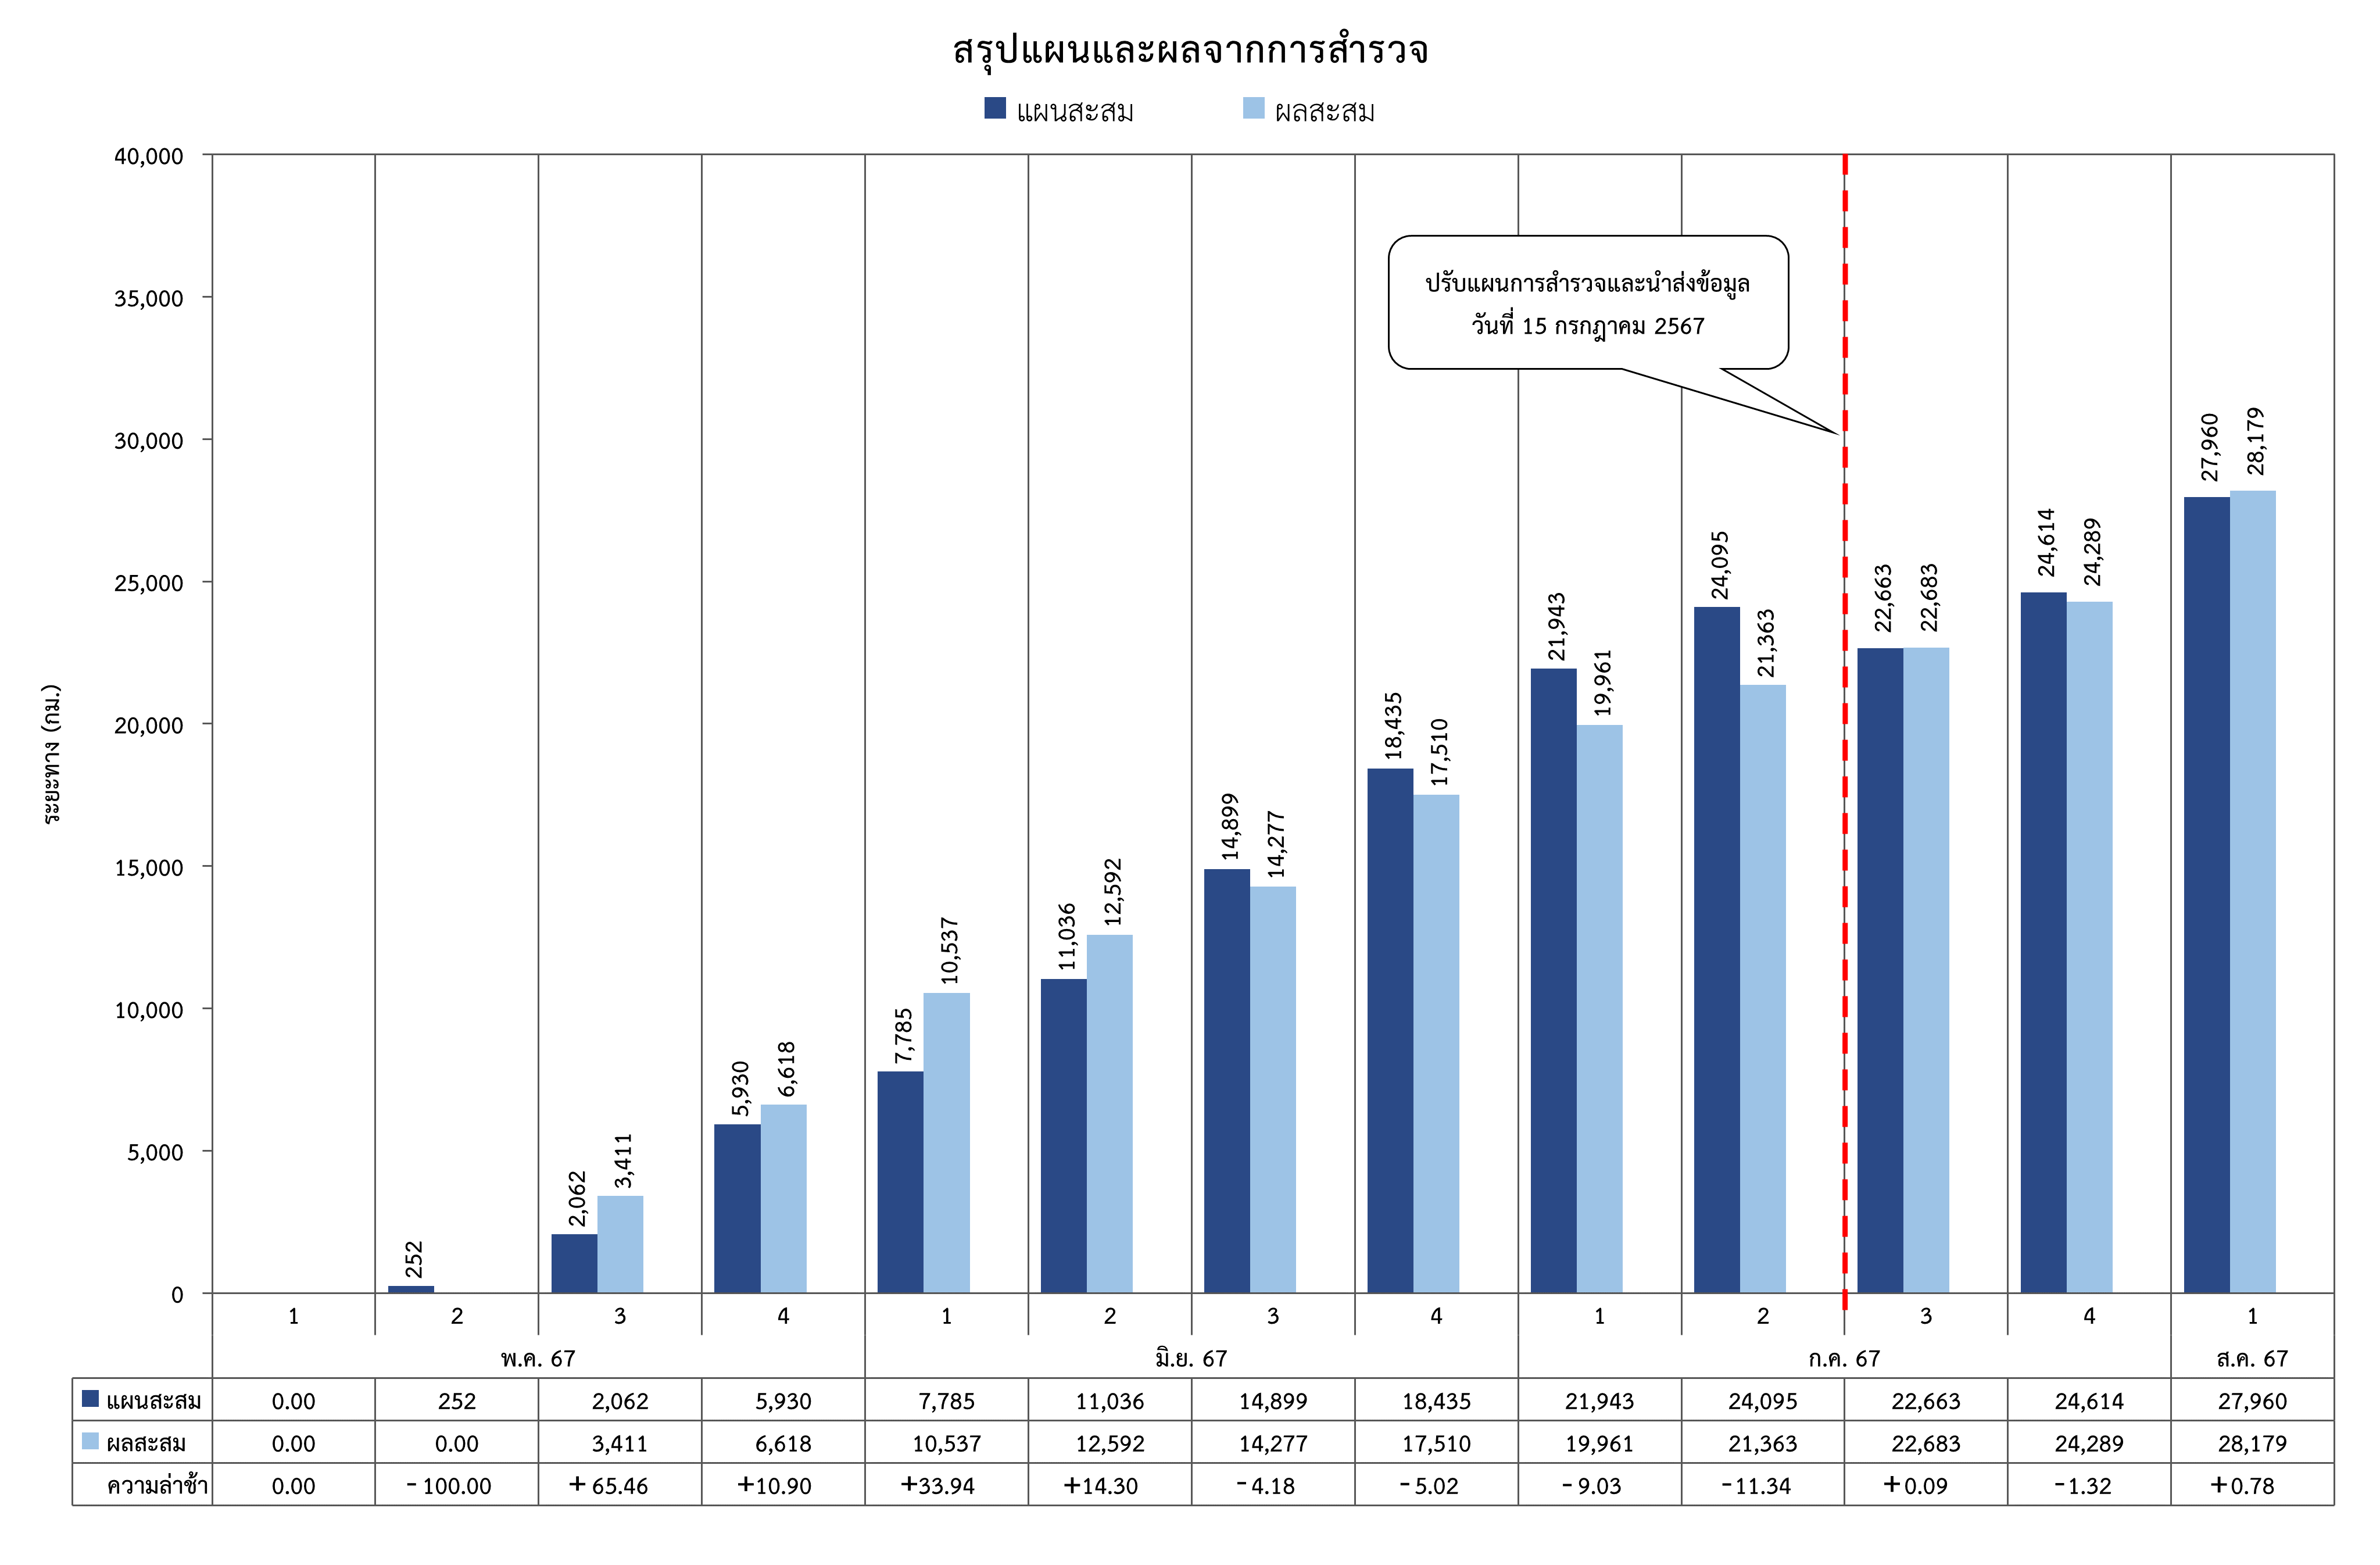 สรุปแผนและผลจากการสำรวจ
แผนสะสม ผลสะสม
ระยะทาง (กม.)
40,000
35,000
30,000
25,000
20,000
15,000
10,000
5,000
0
ปรับแผนการสำรวจและนำส่งข้อมูล
วันที่ 15 กรกฎาคม 2567
252
2,062 3,411
5,930 6,618
7,785 10,537
11,036 12,592
14,899 14,277
18,435 17,510
21,943 19,961
24,095 21,363
22,663 22,683
24,614 24,289
27,960 28,179
1 2 3 4 1 2 3 4 1 2 3 4 1
พ.ค. 67 มิ.ย. 67 ก.ค. 67 ส.ค. 67
แผนสะสม 0.00 252 2,062 5,930 7,785 11,036 14,899 18,435 21,943 24,095 22,663 24,614 27,960
ผลสะสม 0.00 0.00 3,411 6,618 10,537 12,592 14,277 17,510 19,961 21,363 22,683 24,289 28,179
ความล่าช้า 0.00 -100.00 +65.46 +10.90 +33.94 +14.30 -4.18 -5.02 -9.03 -11.34 +0.09 -1.32 +0.78